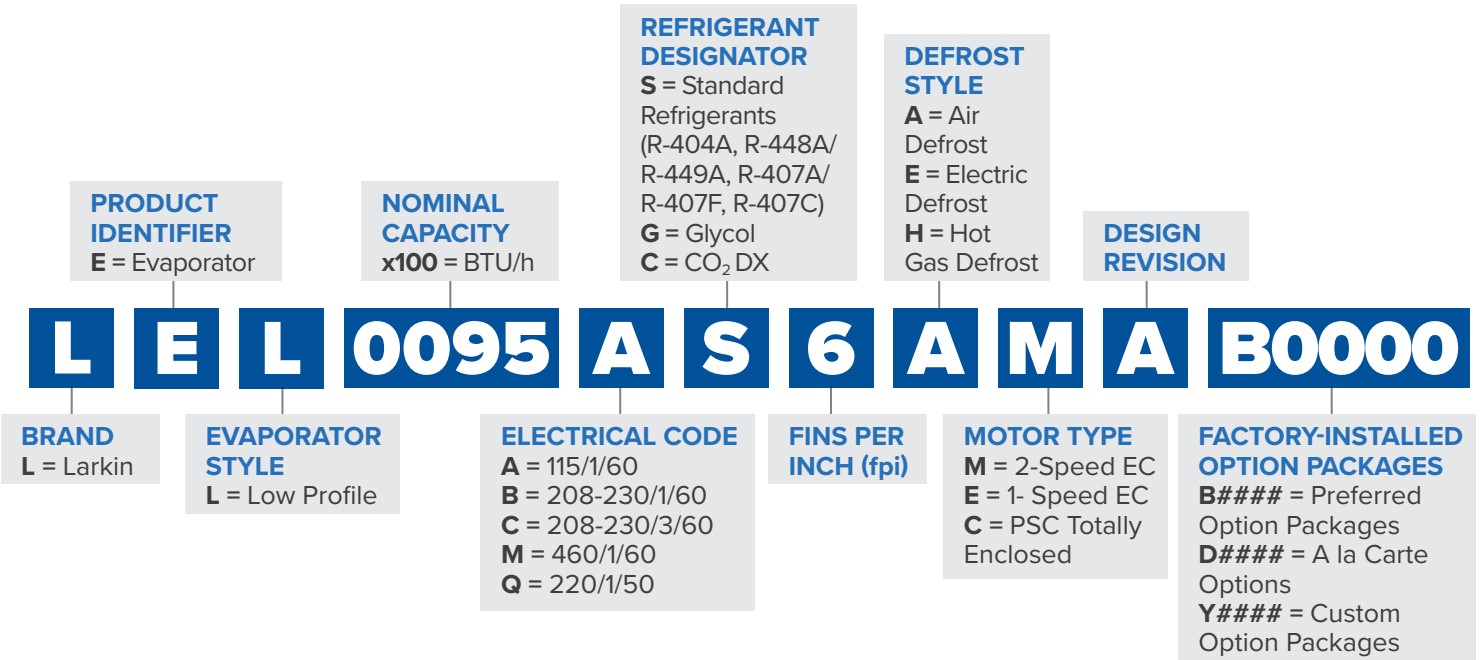 PRODUCT
IDENTIFIER
E = Evaporator
NOMINAL
CAPACITY
x100 = BTU/h
REFRIGERANT
DESIGNATOR
S = Standard
Refrigerants
(R-404A, R-448A/
R-449A, R-407A/
R-407F, R-407C)
G = Glycol
C = CO₂ DX
DEFROST
STYLE
A = Air
Defrost
E = Electric
Defrost
H = Hot
Gas Defrost
DESIGN
REVISION
L E L 0095 A S 6 A M A B0000
BRAND
L = Larkin
EVAPORATOR
STYLE
L = Low Profile
ELECTRICAL CODE
A = 115/1/60
B = 208-230/1/60
C = 208-230/3/60
M = 460/1/60
Q = 220/1/50
FINS PER
INCH (fpi)
MOTOR TYPE
M = 2-Speed EC
E = 1- Speed EC
C = PSC Totally
Enclosed
FACTORY-INSTALLED
OPTION PACKAGES
B#### = Preferred
Option Packages
D#### = A la Carte
Options
Y#### = Custom
Option Packages